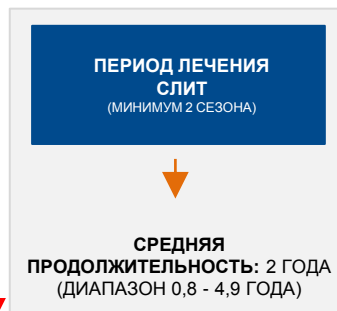 ПЕРИОД ЛЕЧЕНИЯ
СЛИТ
(МИНИМУМ 2 СЕЗОНА)
СРЕДНЯЯ
ПРОДОЛЖИТЕЛЬНОСТЬ: 2 ГОДА
(ДИАПАЗОН 0,8 - 4,9 ГОДА)